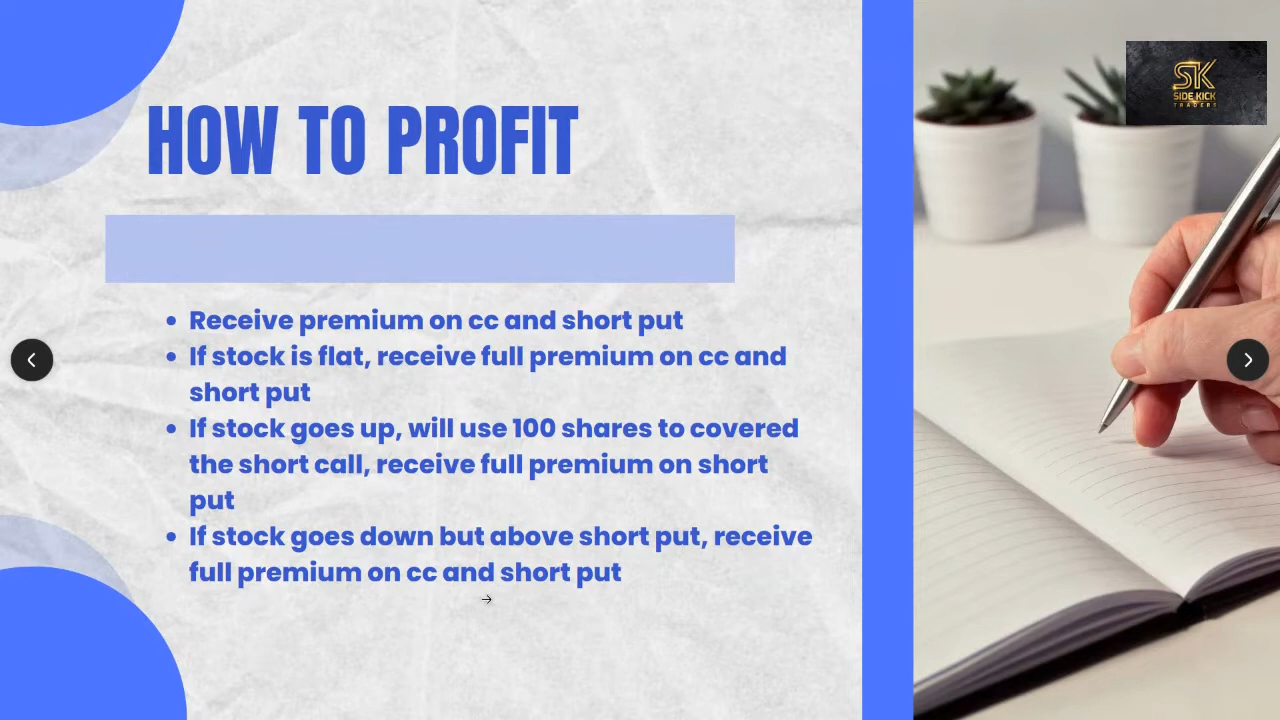 HOW TO PROFIT
SK
SIDE KICK
TRADERS
Receive premium on cc and short put
If stock is flat, receive full premium on cc and
short put
If stock goes up, will use 100 shares to covered
the short call, receive full premium on short
put
If stock goes down but above short put, receive
full premium on cc and short put